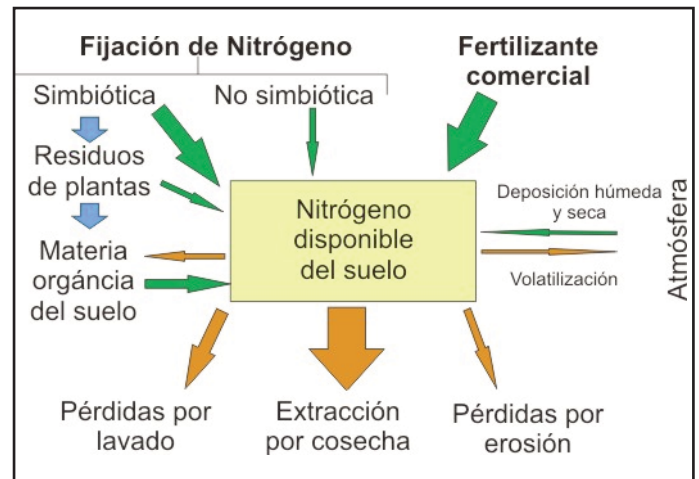 Fijación de Nitrógeno
Fertilizante
comercial
Simbiótica
No simbiótica
Residuos
de plantas
Materia
orgáncia
del suelo
Nitrógeno
disponible
del suelo
Deposición húmeda
y seca
Volatilización
Atmósfera
Pérdidas por
lavado
Extracción
por cosecha
Pérdidas por
erosión